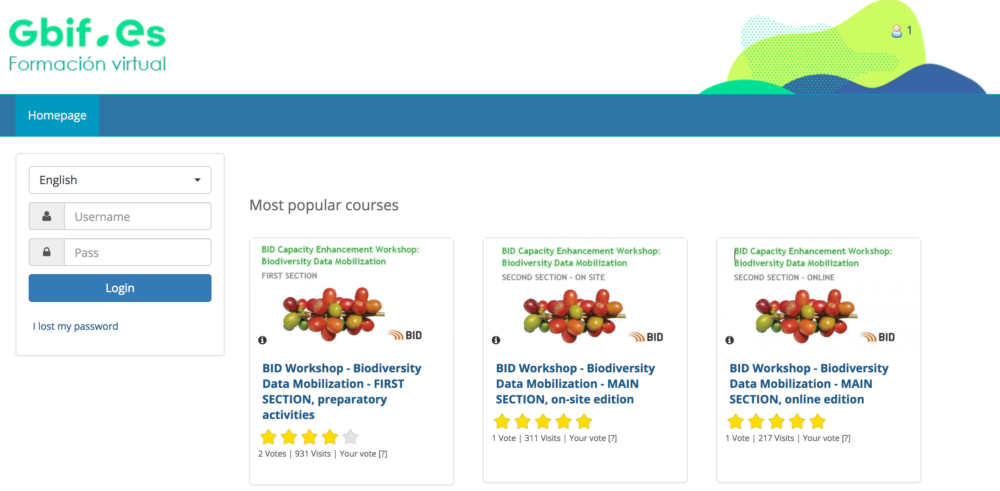 Gbif.es
Formación virtual
1
Homepage
English
Username
Pass
Login
I lost my password
Most popular courses
BID Capacity Enhancement Workshop:
Biodiversity Data Mobilization
FIRST SECTION
BID
BID Workshop - Biodiversity
Data Mobilization - FIRST
SECTION, preparatory
activities
2 Votes | 931 Visits | Your vote [?]
BID Capacity Enhancement Workshop:
Biodiversity Data Mobilization
SECOND SECTION - ON SITE
BID
BID Workshop - Biodiversity
Data Mobilization - MAIN
SECTION, on-site edition
1 Vote | 311 Visits | Your vote [?]
BID Capacity Enhancement Workshop:
Biodiversity Data Mobilization
SECOND SECTION - ONLINE
BID
BID Workshop - Biodiversity
Data Mobilization - MAIN
SECTION, online edition
1 Vote | 217 Visits | Your vote [?]